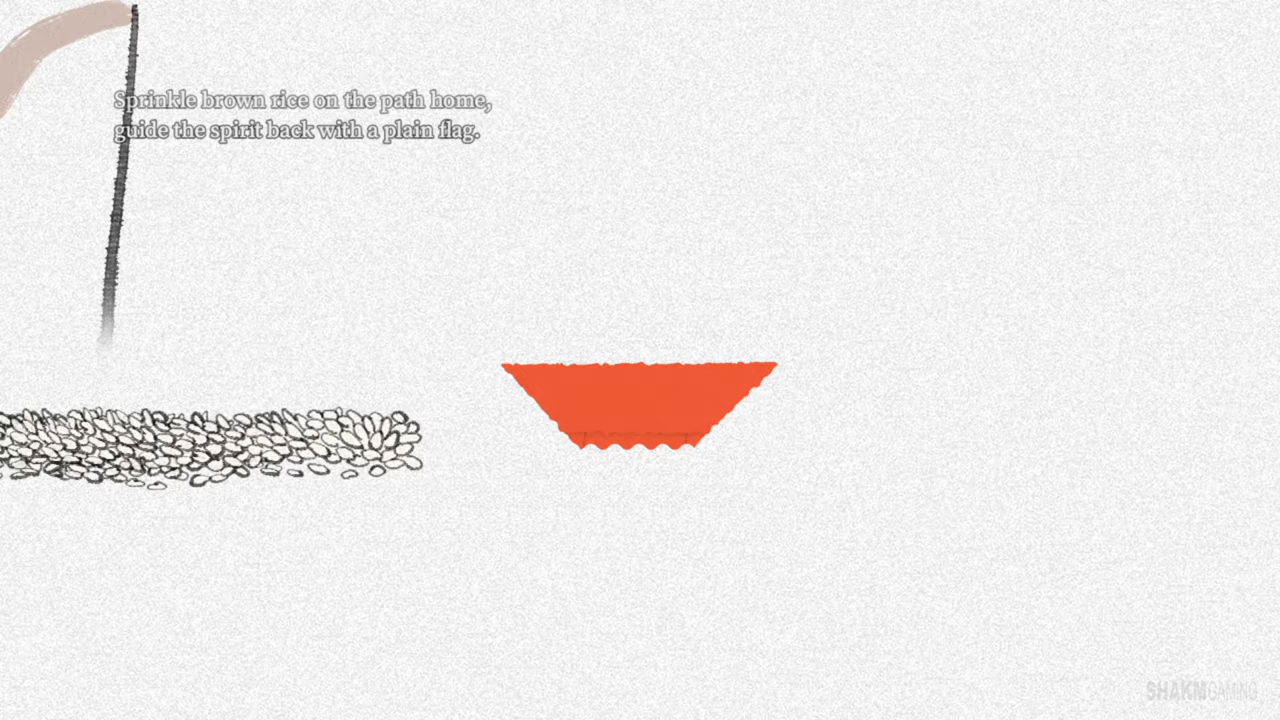 Sprinkle brown rice on the path home,
guide the spirit back with a plain flag.
SHAKMGAMING